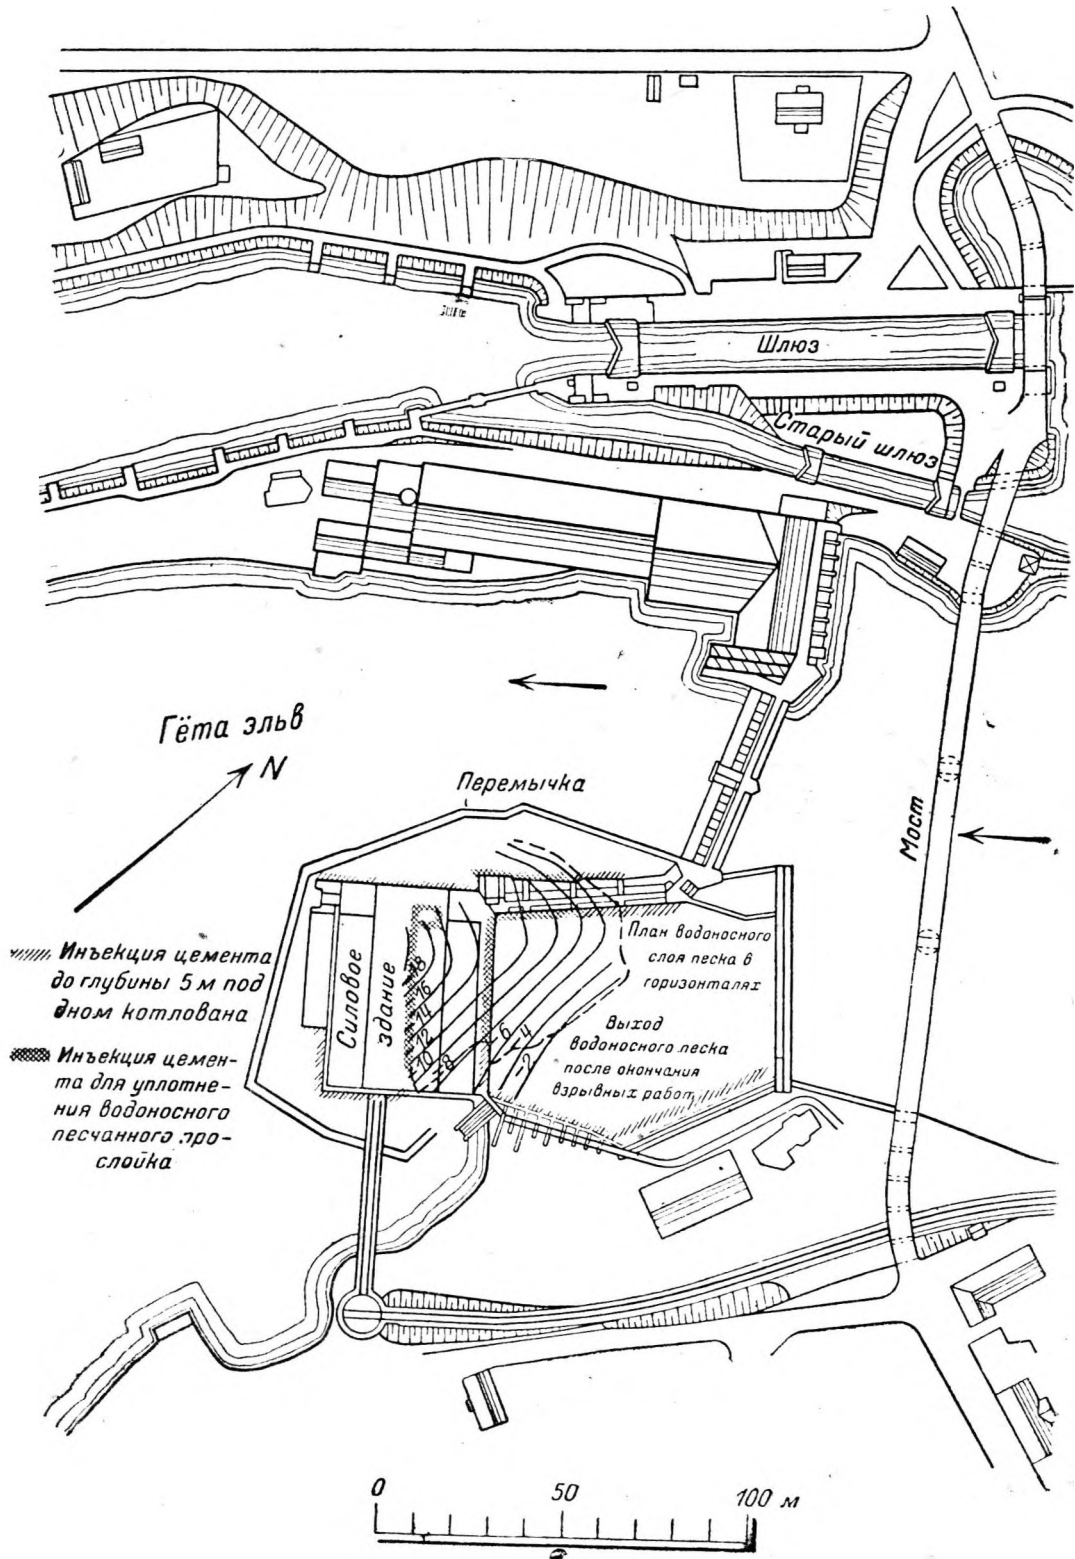 Шлюз
Старый шлюз
Гёта эльв
N
Перемычка
Мост
Инъекция цемента
до глубины 5 м под
дном котлована
Инъекция цемен-
та для уплотне-
ния водоносного
песчанного про-
слойка
Силовое
здание
План водоносного
слоя песка в
горизонталях
Выход
водоносного песка
после окончания
взрывных работ
18
16
14
12
10
8
6
4
2
0 50 100 м